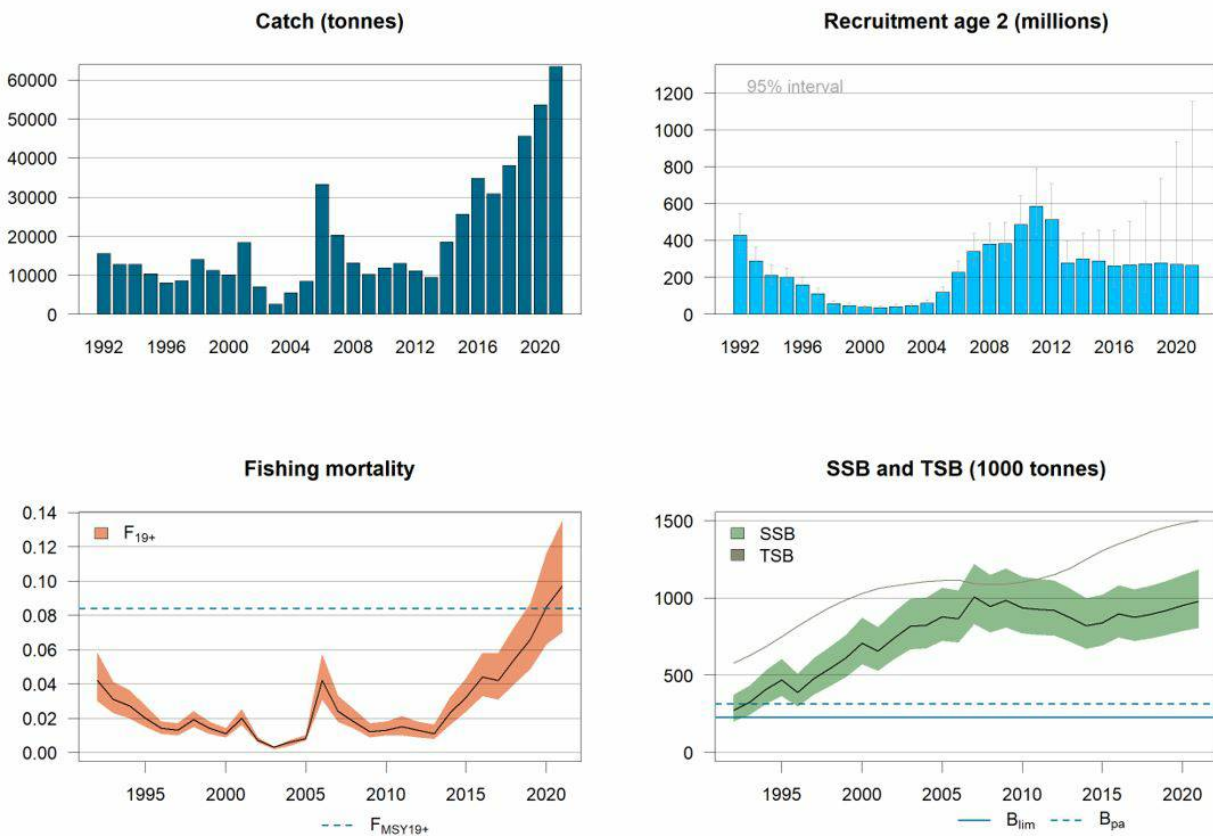 Catch (tonnes)
60000
50000
40000
30000
20000
10000
0
1992 1996 2000 2004 2008 2012 2016 2020
Recruitment age 2 (millions)
95% interval
1200
1000
800
600
400
200
0
1992 1996 2000 2004 2008 2012 2016 2020
Fishing mortality
0.14
0.12
0.10
0.08
0.06
0.04
0.02
0.00
F19+
1995 2000 2005 2010 2015 2020
FMSY19+
SSB and TSB (1000 tonnes)
1500
1000
500
0
SSB
TSB
1995 2000 2005 2010 2015 2020
Blim Bpa